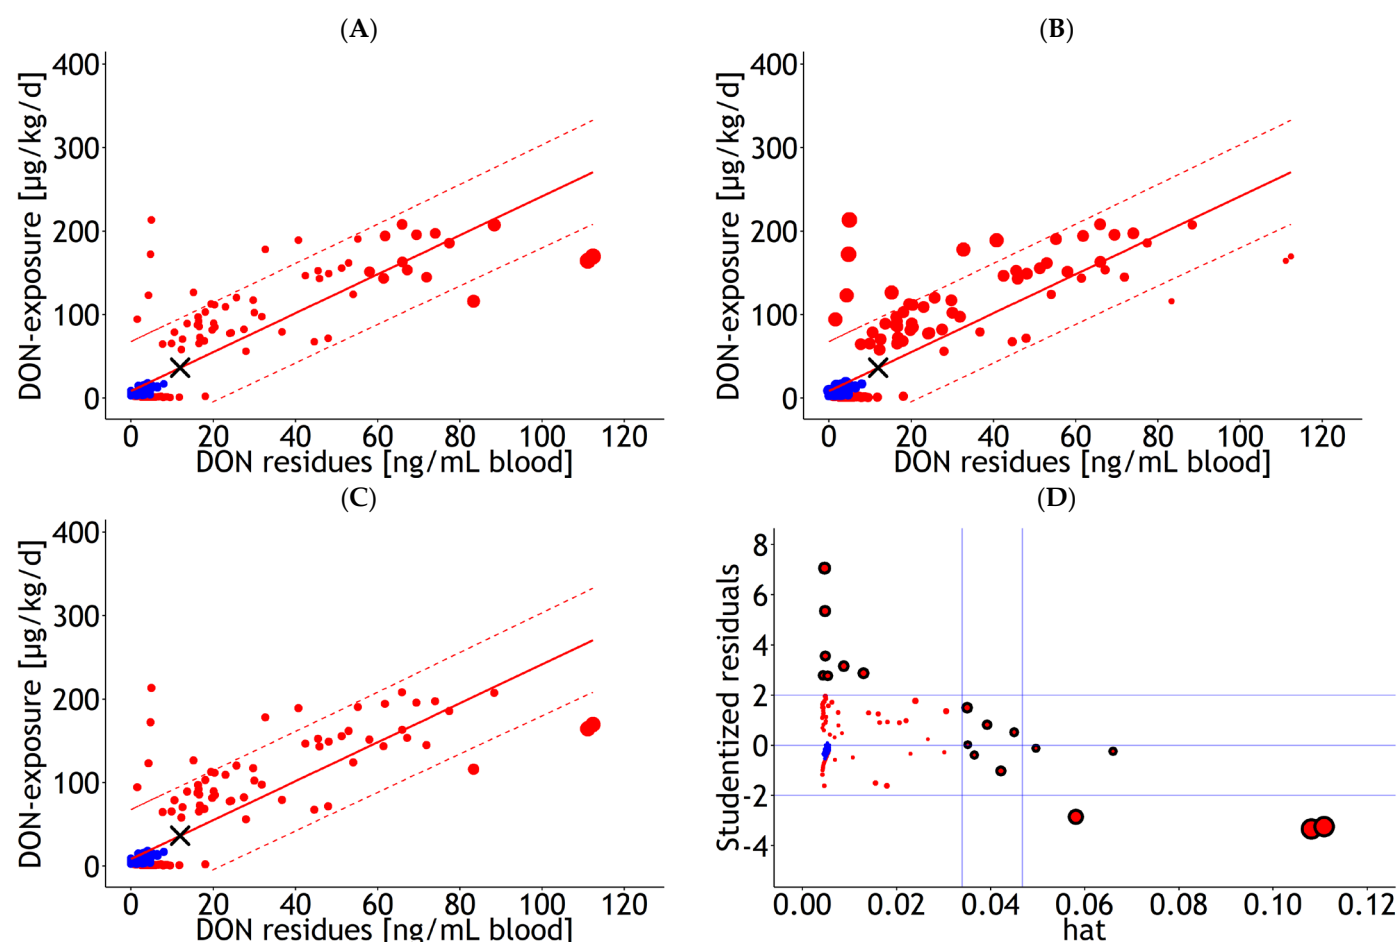 (A)
400
300
200
100
0
DON-exposure [µg/kg/d]
0 20 40 60 80 100 120
DON residues [ng/mL blood]
(B)
400
300
200
100
0
DON-exposure [µg/kg/d]
0 20 40 60 80 100 120
DON residues [ng/mL blood]
(C)
400
300
200
100
0
DON-exposure [µg/kg/d]
0 20 40 60 80 100 120
DON residues [ng/mL blood]
(D)
8
6
4
2
0
-2
-4
Studentized residuals
0.00 0.02 0.04 0.06 0.08 0.10 0.12
hat